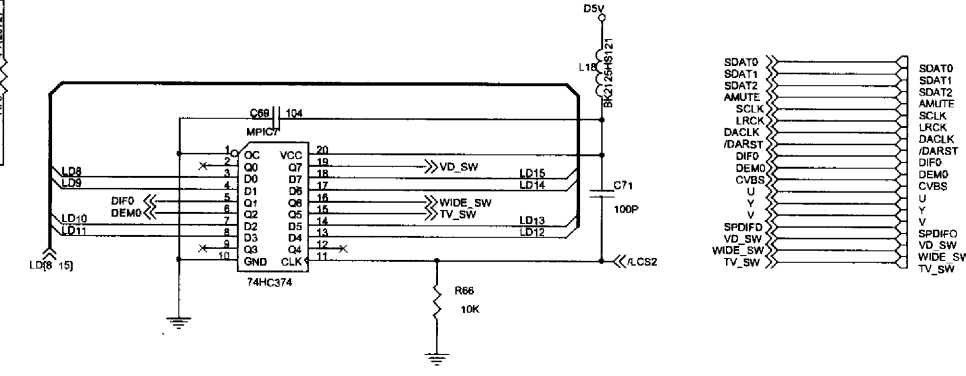 D5V
L18
BK2125HS121
C69 104
MPIC7
1 OC VCC 20
2 Q0 Q7 19 VD_SW
LD8 3 D0 D7 18 LD15
LD9 4 D1 D6 17 LD14
DIF0 5 Q1 Q6 16 WIDE_SW
DEM0 6 Q2 Q5 15 TV_SW
LD10 7 D2 D5 14 LD13
LD11 8 D3 D4 13 LD12
9 Q3 Q4 12
10 GND CLK 11 /LCS2
LD[8 15]
74HC374
C71
100P
R66
10K
SDAT0 SDAT0
SDAT1 SDAT1
SDAT2 SDAT2
AMUTE AMUTE
SCLK SCLK
LRCK LRCK
DACLK DACLK
/DARST /DARST
DIF0 DIF0
DEM0 DEM0
CVBS CVBS
U U
Y Y
V V
SPDIFO SPDIFO
VD_SW VD_SW
WIDE_SW WIDE_SW
TV_SW TV_SW